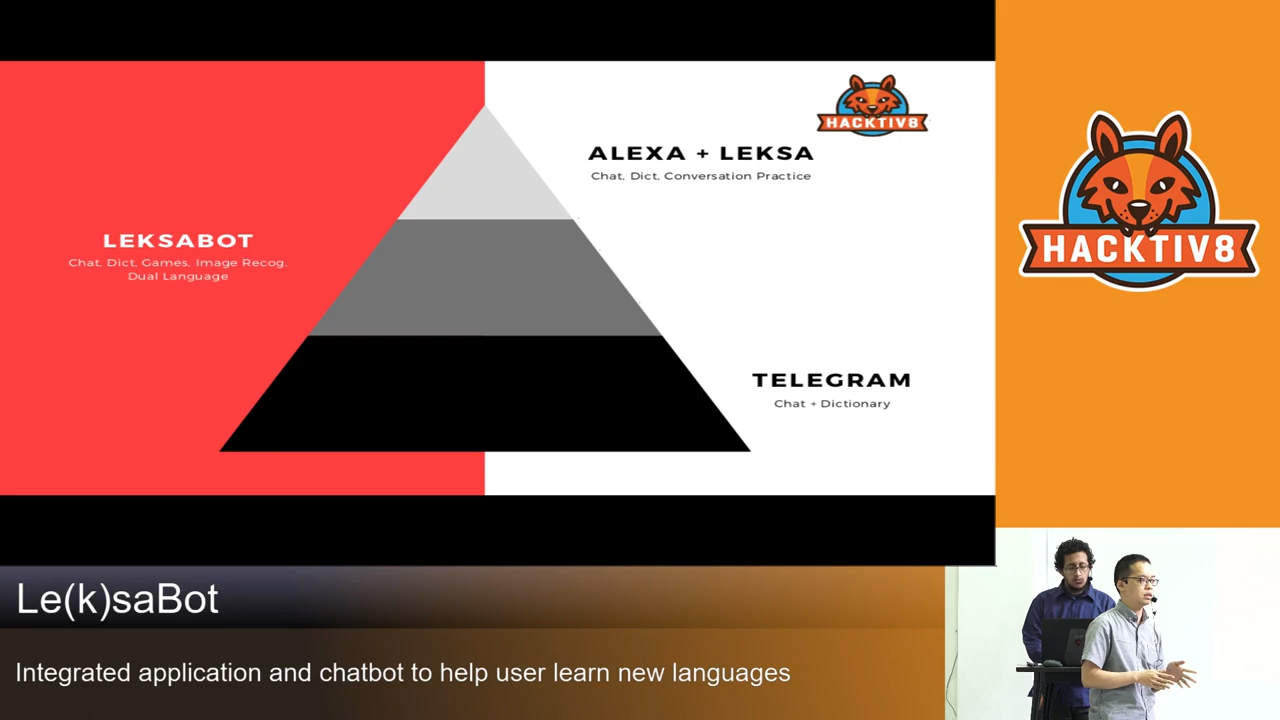 HACKTIV8
ALEXA + LEKSA
Chat, Dict, Conversation Practice
LEKSABOT
Chat, Dict, Games, Image Recog.
Dual Language
TELEGRAM
Chat + Dictionary
HACKTIV8
Le(k)saBot
Integrated application and chatbot to help user learn new languages